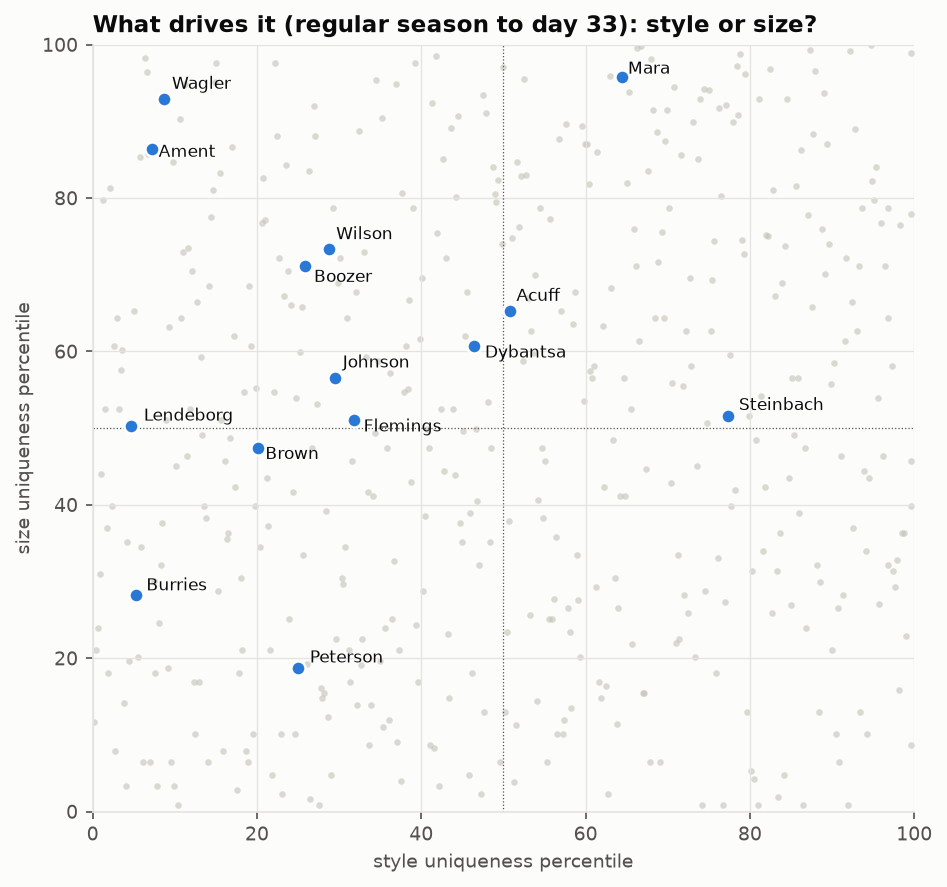 What drives it (regular season to day 33): style or size?
100
Mara
Wagler
Ament
80
Wilson
Boozer
Acuff
60
Dybantsa
Johnson
Steinbach
Lendeborg
Flemings
Brown
40
Burries
20
Peterson
0
0
20
40
60
80
100
size uniqueness percentile
style uniqueness percentile